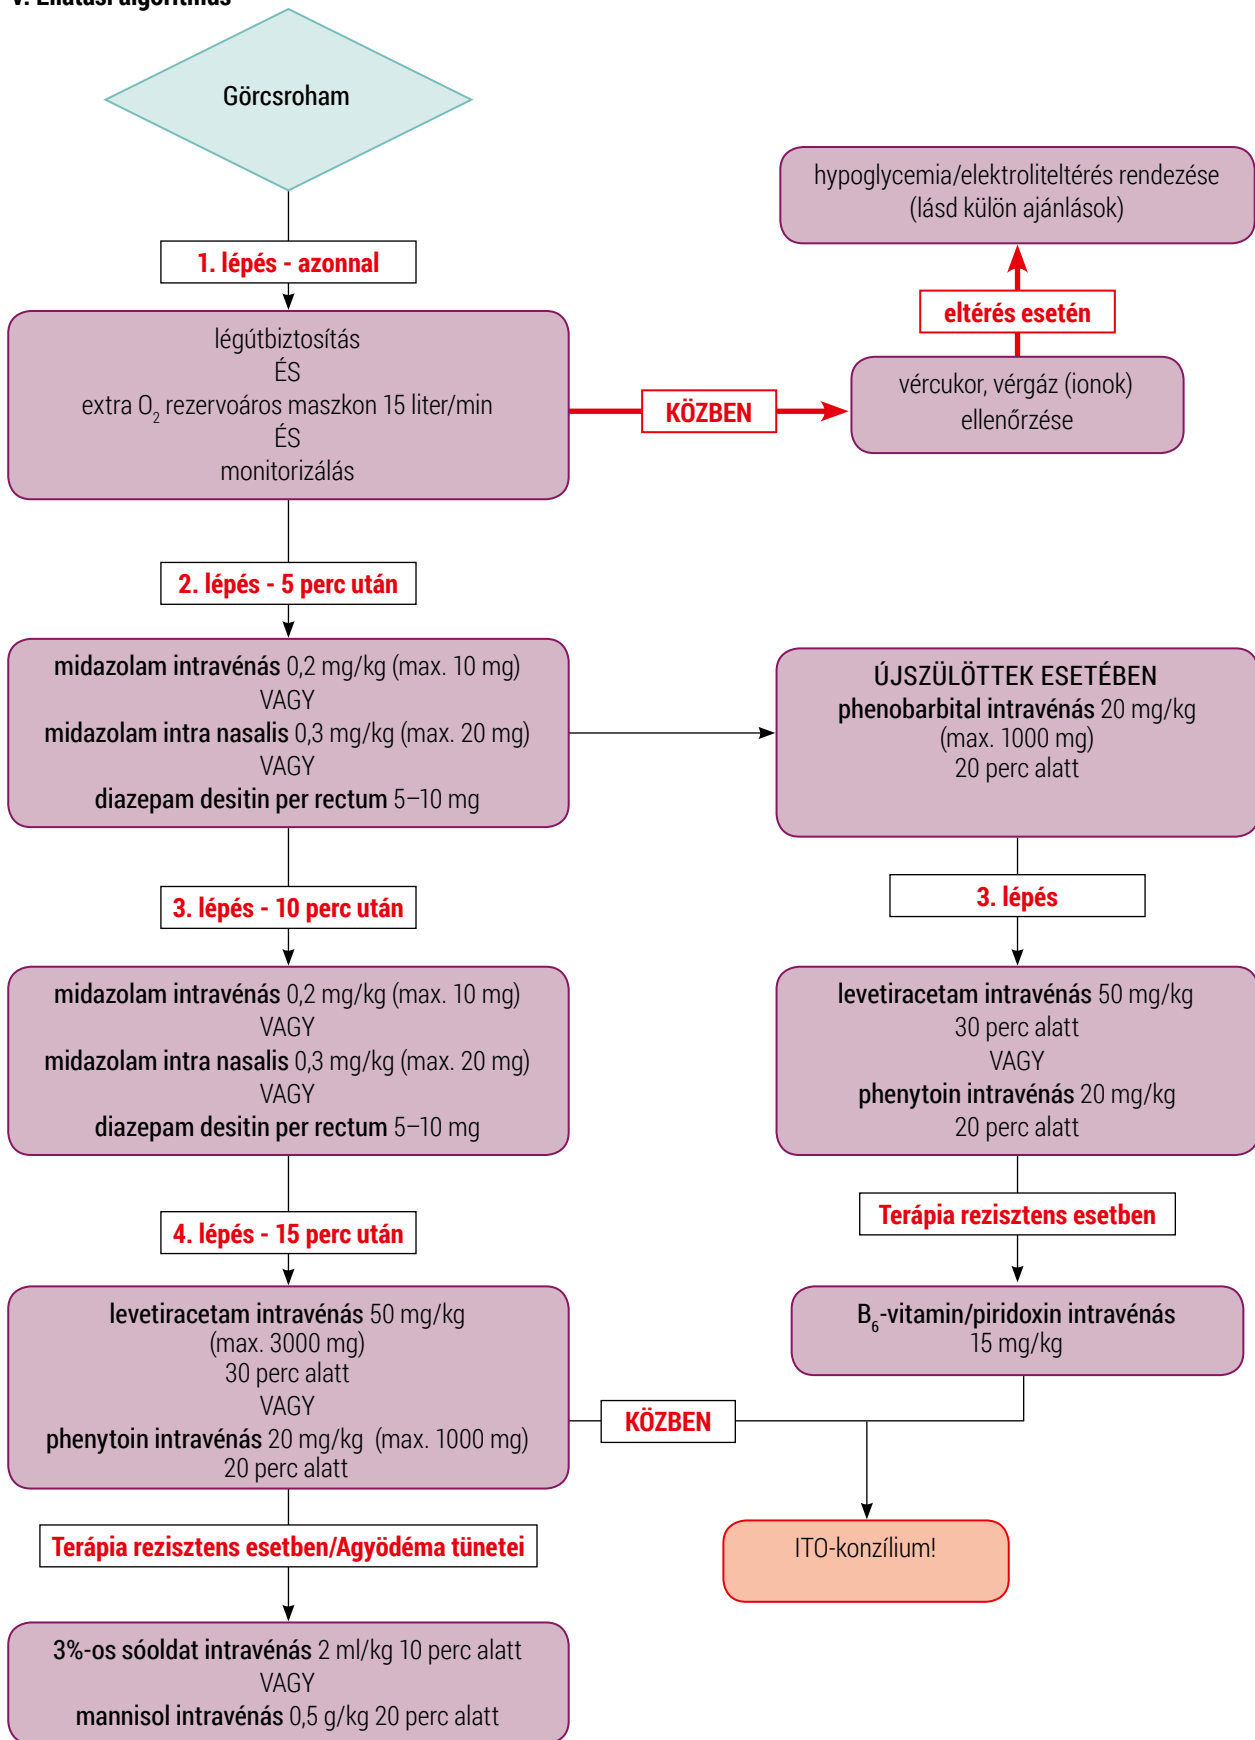 V. Ellátási algoritmus
Görcsroham
1. lépés - azonnal
légútbiztosítás
ÉS
extra O₂ rezervoáros maszkon 15 liter/min
ÉS
monitorizálás
KÖZBEN
vércukor, vérgáz (ionok)
ellenőrzése
eltérés esetén
hypoglycemia/elektroliteltérés rendezése
(lásd külön ajánlások)
2. lépés - 5 perc után
midazolam intravénás 0,2 mg/kg (max. 10 mg)
VAGY
midazolam intra nasalis 0,3 mg/kg (max. 20 mg)
VAGY
diazepam desitin per rectum 5–10 mg
ÚJSZÜLÖTTEK ESETÉBEN
phenobarbital intravénás 20 mg/kg
(max. 1000 mg)
20 perc alatt
3. lépés - 10 perc után
midazolam intravénás 0,2 mg/kg (max. 10 mg)
VAGY
midazolam intra nasalis 0,3 mg/kg (max. 20 mg)
VAGY
diazepam desitin per rectum 5–10 mg
3. lépés
levetiracetam intravénás 50 mg/kg
30 perc alatt
VAGY
phenytoin intravénás 20 mg/kg
20 perc alatt
4. lépés - 15 perc után
levetiracetam intravénás 50 mg/kg
(max. 3000 mg)
30 perc alatt
VAGY
phenytoin intravénás 20 mg/kg (max. 1000 mg)
20 perc alatt
Terápia rezisztens esetben
B₆-vitamin/piridoxin intravénás
15 mg/kg
KÖZBEN
ITO-konzílium!
Terápia rezisztens esetben/Agyödéma tünetei
3%-os sóoldat intravénás 2 ml/kg 10 perc alatt
VAGY
mannisol intravénás 0,5 g/kg 20 perc alatt